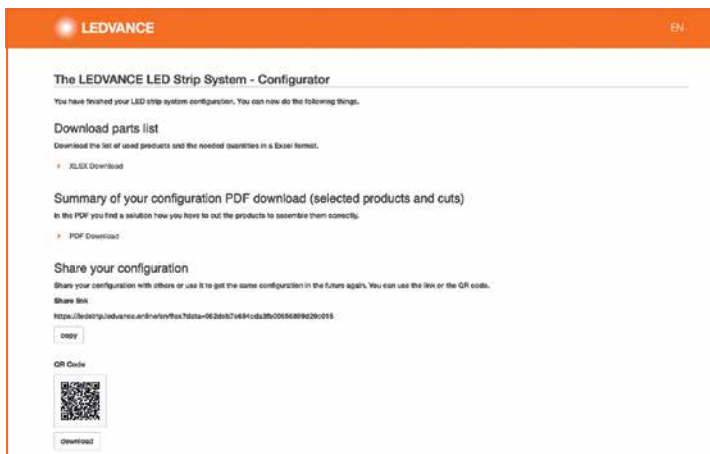 LEDVANCE
EN
The LEDVANCE LED Strip System - Configurator
You have finished your LED strip system configuration. You can now do the following things.
Download parts list
Download the list of used products and the needed quantities in a Excel format.
XLSX Download
Summary of your configuration PDF download (selected products and cuts)
In the PDF you find a solution how you have to cut the products to assemble them correctly.
PDF Download
Share your configuration
Share your configuration with others or use it to get the same configuration in the future again. You can use the link or the QR code.
Share link
copy
QR Code
download